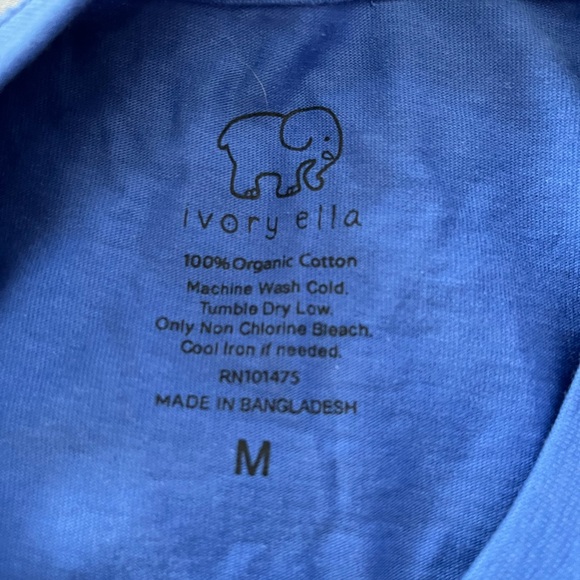 ivory ella
100% Organic Cotton
Machine Wash Cold.
Tumble Dry Low.
Only Non Chlorine Bleach.
Cool Iron if needed.
RN101475
MADE IN BANGLADESH
M